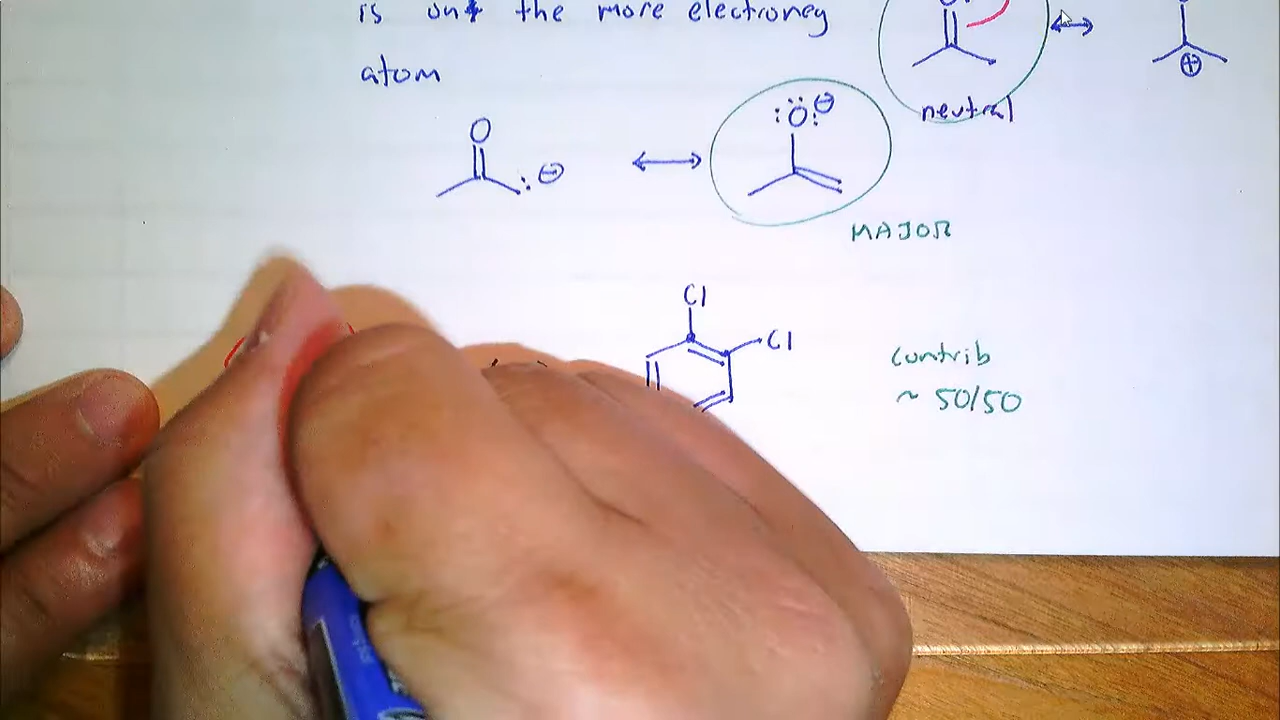 is on the more electroneg
atom
neutral
O
:Ö: ⊖
⊖
⊕
MAJOR
Cl
Cl
contrib
~ 50/50